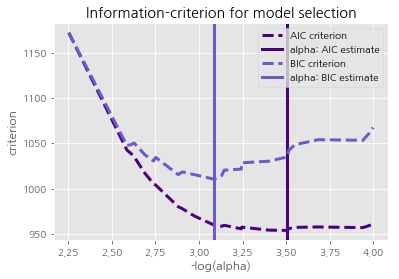 Information-criterion for model selection
AIC criterion
alpha: AIC estimate
BIC criterion
alpha: BIC estimate
criterion
1150
1100
1050
1000
950
2,25 2,50 2,75 3,00 3,25 3,50 3,75 4,00
-log(alpha)